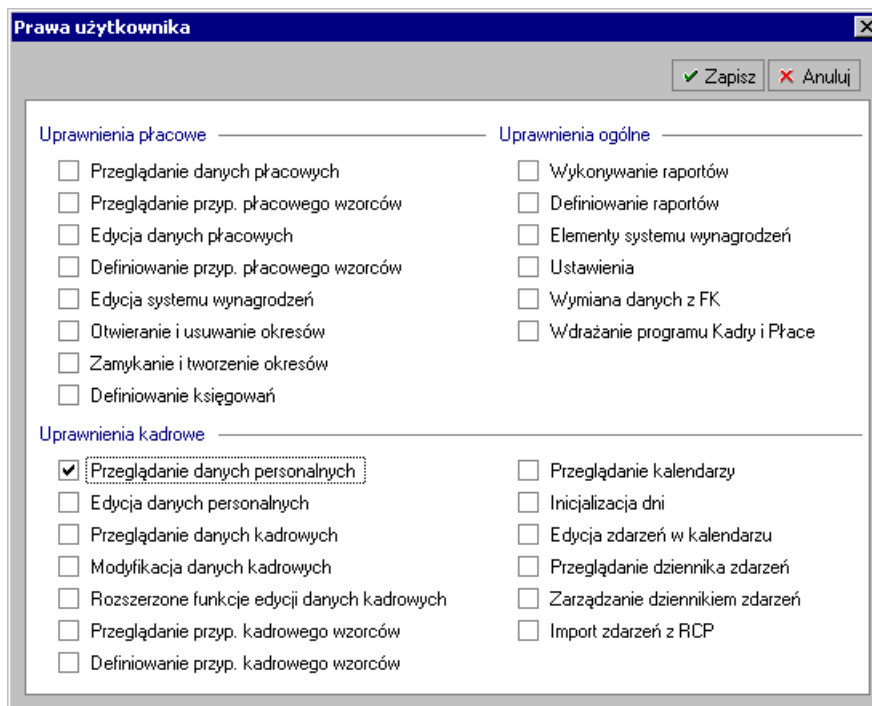 Prawa użytkownika
Zapisz
Anuluj
Uprawnienia płacowe
Przeglądanie danych płacowych
Przeglądanie przyp. płacowego wzorców
Edycja danych płacowych
Definiowanie przyp. płacowego wzorców
Edycja systemu wynagrodzeń
Otwieranie i usuwanie okresów
Zamykanie i tworzenie okresów
Definiowanie księgowań
Uprawnienia ogólne
Wykonywanie raportów
Definiowanie raportów
Elementy systemu wynagrodzeń
Ustawienia
Wymiana danych z FK
Wdrażanie programu Kadry i Płace
Uprawnienia kadrowe
Przeglądanie danych personalnych
Edycja danych personalnych
Przeglądanie danych kadrowych
Modyfikacja danych kadrowych
Rozszerzone funkcje edycji danych kadrowych
Przeglądanie przyp. kadrowego wzorców
Definiowanie przyp. kadrowego wzorców
Przeglądanie kalendarzy
Inicjalizacja dni
Edycja zdarzeń w kalendarzu
Przeglądanie dziennika zdarzeń
Zarządzanie dziennikiem zdarzeń
Import zdarzeń z RCP